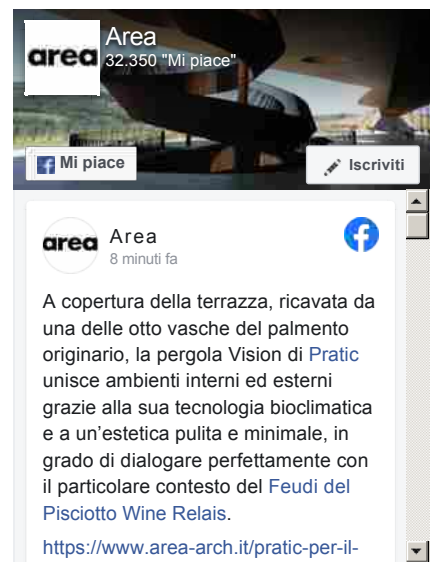 area
Area
32.350 "Mi piace"
Mi piace
Iscriviti
area
Area
8 minuti fa
A copertura della terrazza, ricavata da
una delle otto vasche del palmento
originario, la pergola Vision di Pratic
unisce ambienti interni ed esterni
grazie alla sua tecnologia bioclimatica
e a un'estetica pulita e minimale, in
grado di dialogare perfettamente con
il particolare contesto del Feudi del
Pisciotto Wine Relais.
https://www.area-arch.it/pratic-per-il-